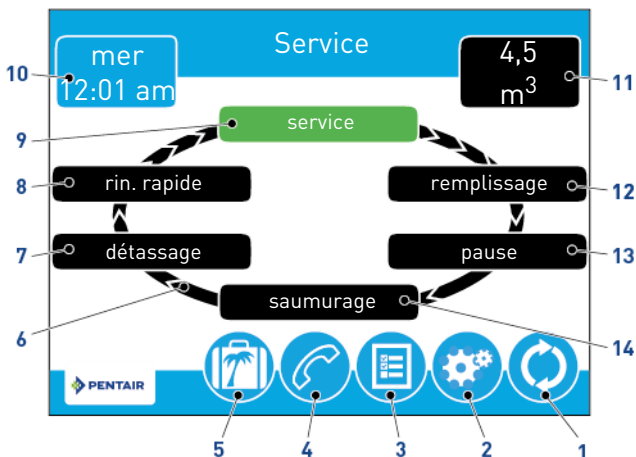 Service
mer
12:01 am
4,5
m³
10
11
service
9
rin. rapide
remplissage
8
12
détassage
pause
7
13
saumurage
6
14
PENTAIR
5
4
3
2
1